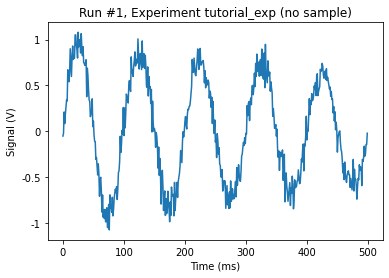 Run #1, Experiment tutorial_exp (no sample)
1
0.5
0
-0.5
-1
Signal (V)
0 100 200 300 400 500
Time (ms)